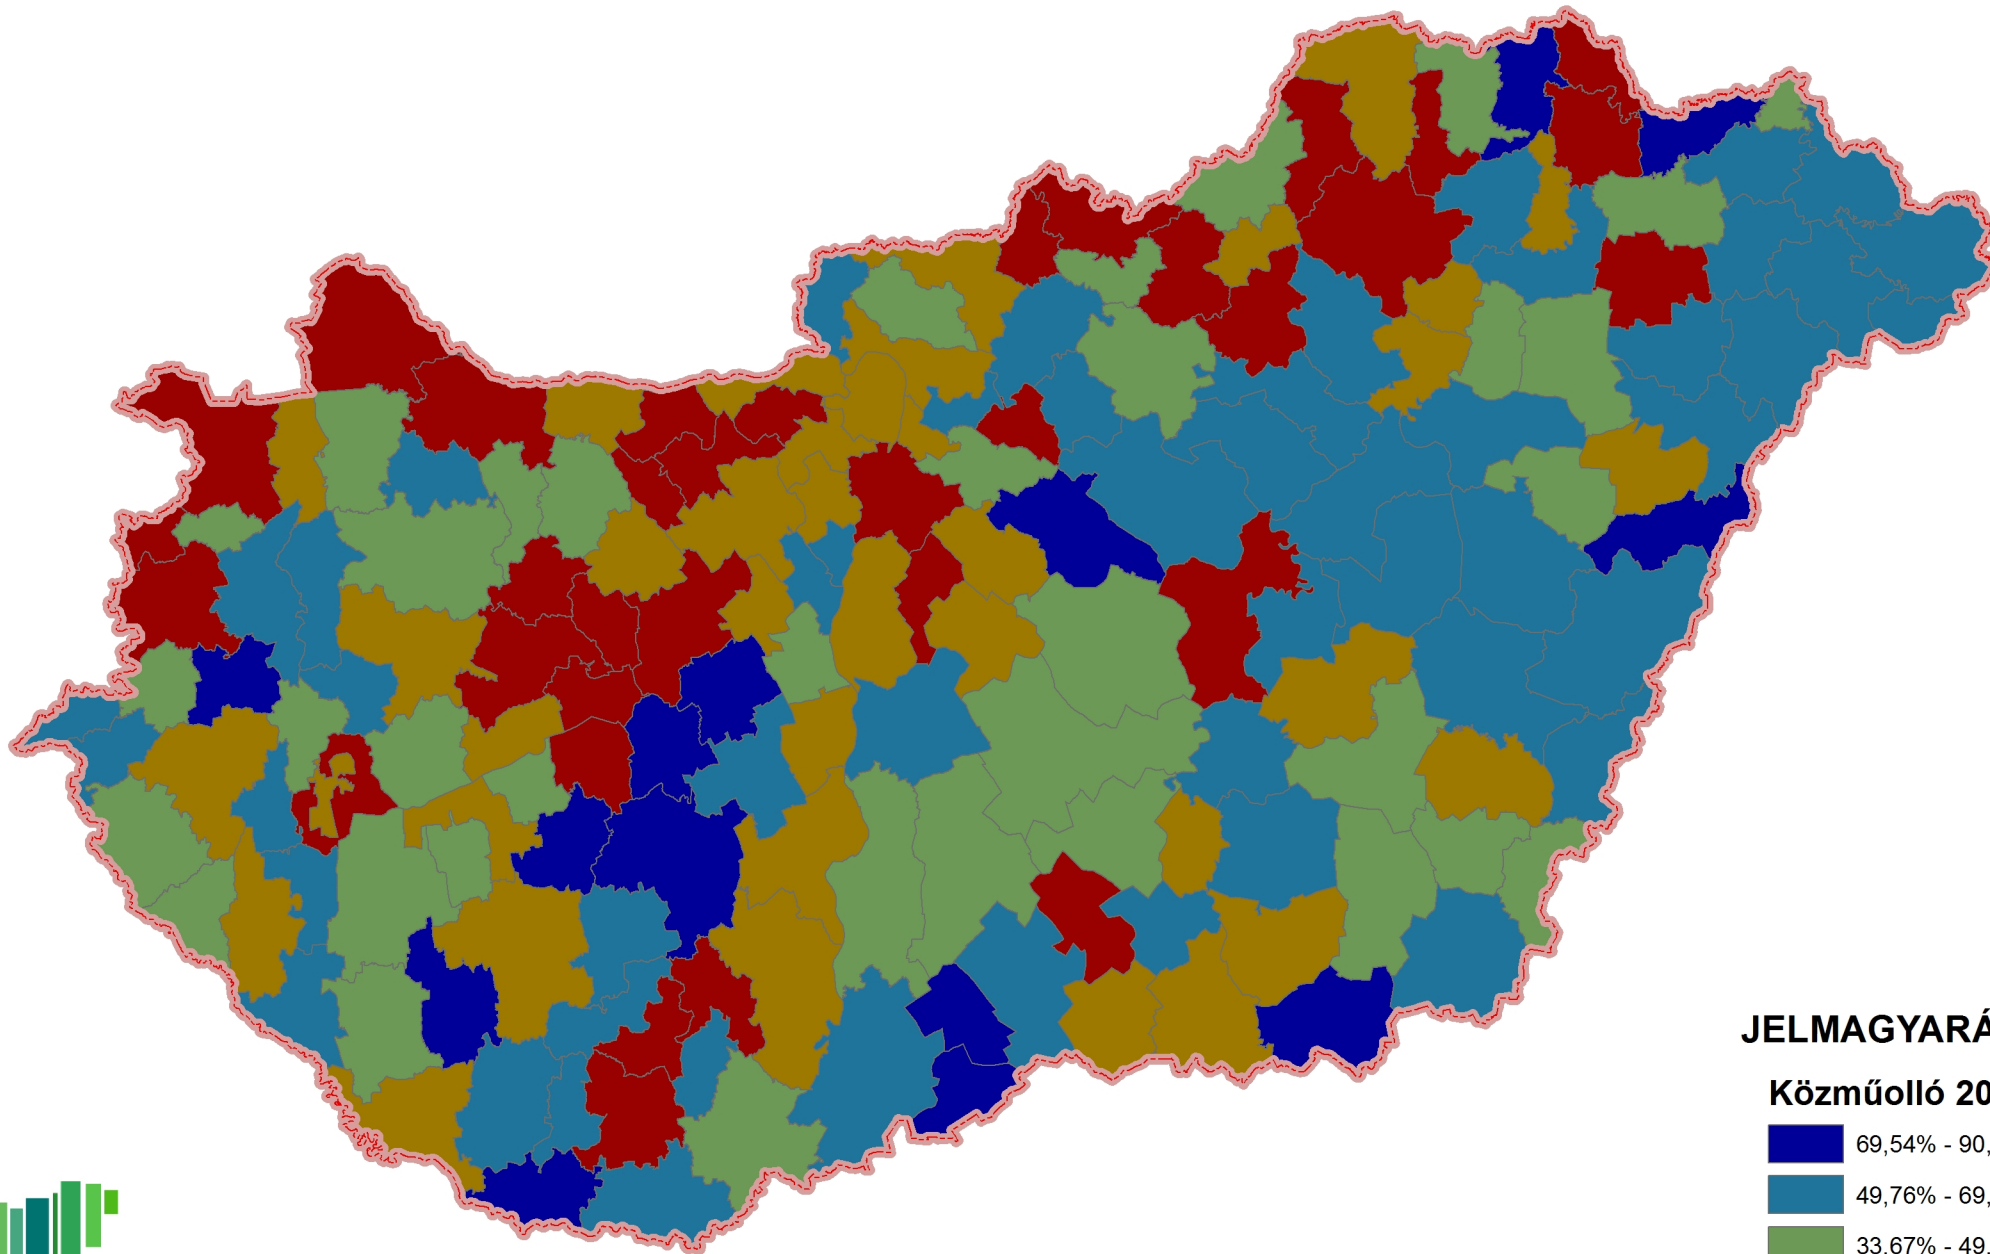 JELMAGYARÁ
Közműolló 20
69,54% - 90,
49,76% - 69,
33,67% - 49,